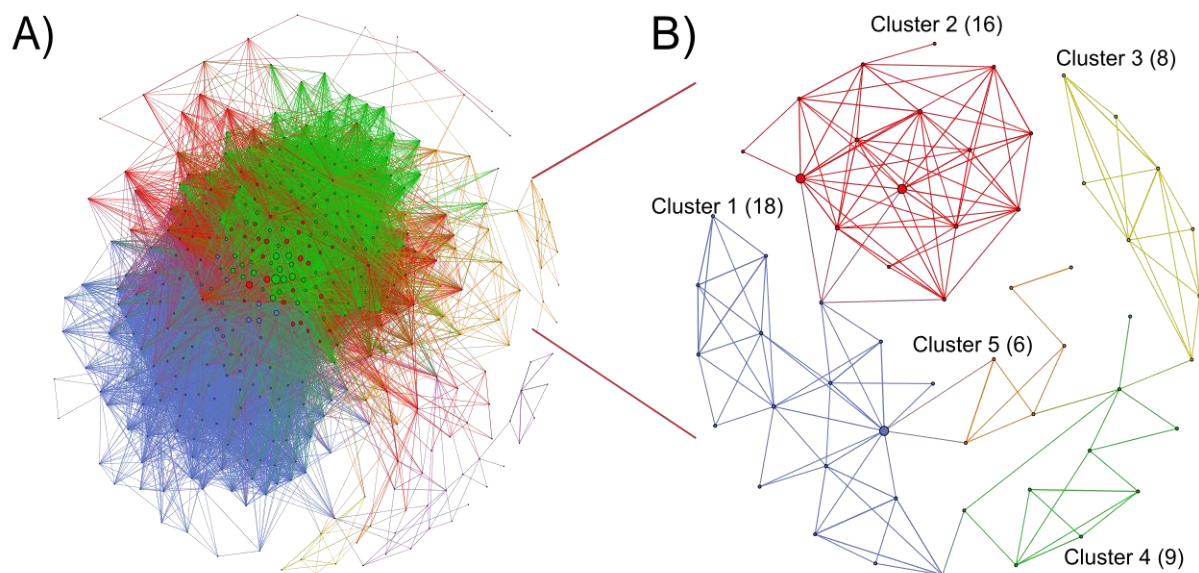 A)
B)
Cluster 2 (16)
Cluster 3 (8)
Cluster 1 (18)
Cluster 5 (6)
Cluster 4 (9)